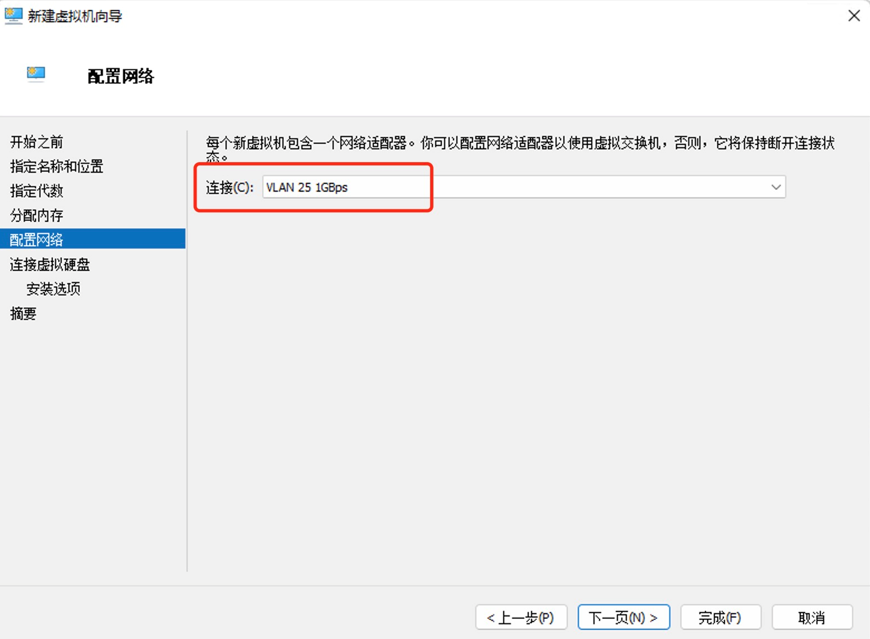 新建虚拟机向导
配置网络
开始之前
指定名称和位置
指定代数
分配内存
配置网络
连接虚拟硬盘
安装选项
摘要
每个新虚拟机包含一个网络适配器。你可以配置网络适配器以使用虚拟交换机，否则，它将保持断开连接状
态。
连接(C): VLAN 25 1GBps
< 上一步(P) 下一页(N) > 完成(F) 取消